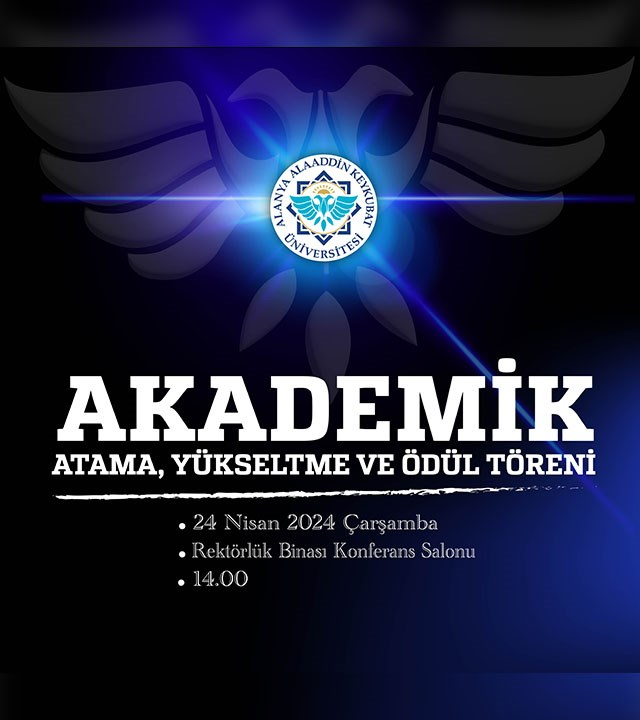 ALANYA ALAADDİN KEYKUBAT
ÜNİVERSİTESİ
AKADEMİK
ATAMA, YÜKSELTME VE ÖDÜL TÖRENİ
• 24 Nisan 2024 Çarşamba
• Rektörlük Binası Konferans Salonu
• 14.00